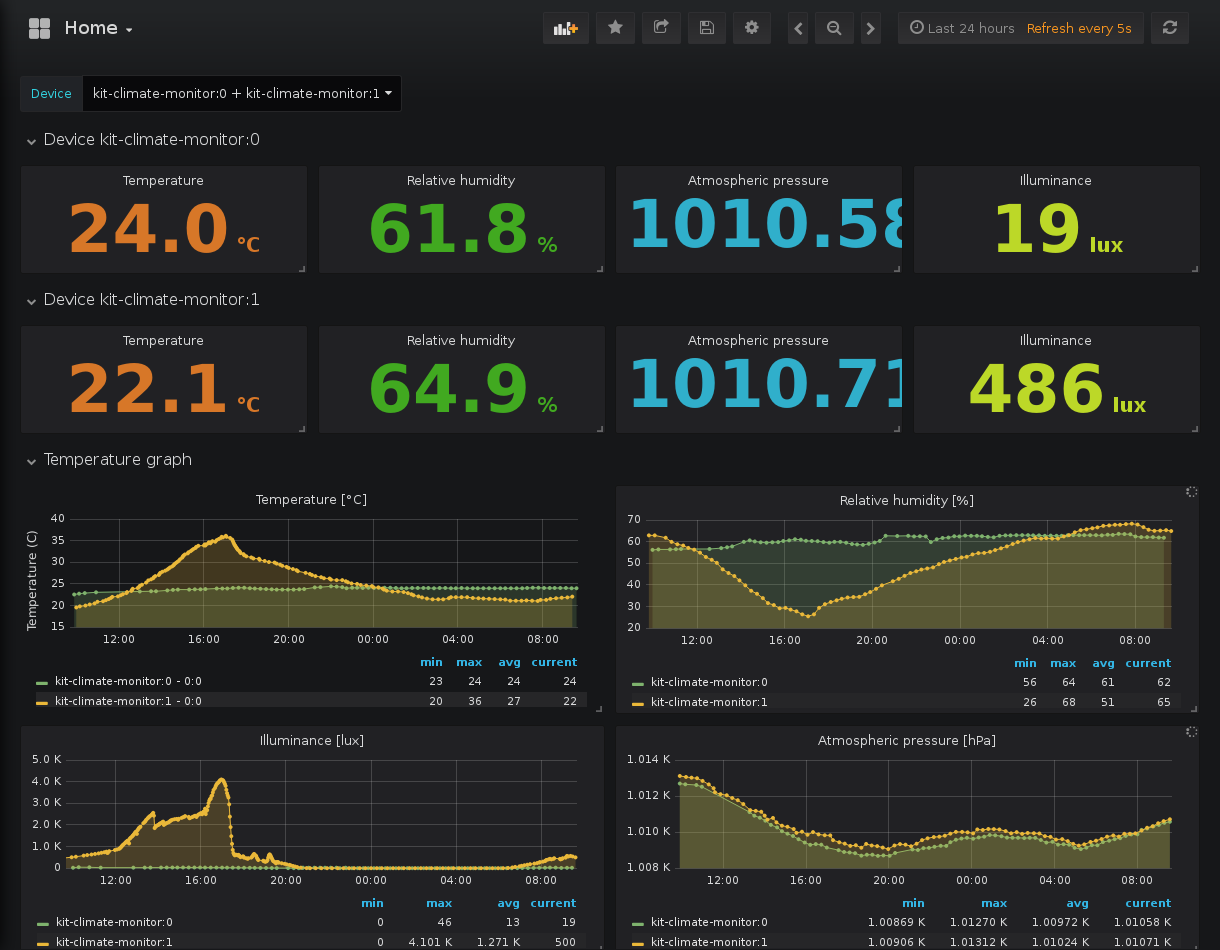 Home
Last 24 hours Refresh every 5s
Device kit-climate-monitor:0 + kit-climate-monitor:1
Device kit-climate-monitor:0
Temperature Relative humidity Atmospheric pressure Illuminance
24.0 °C 61.8 % 1010.58 19 lux
Device kit-climate-monitor:1
Temperature Relative humidity Atmospheric pressure Illuminance
22.1 °C 64.9 % 1010.71 486 lux
Temperature graph
Temperature [°C]
Temperature (C)
40
35
30
25
20
15
12:00 16:00 20:00 00:00 04:00 08:00
min max avg current
kit-climate-monitor:0 - 0:0 23 24 24 24
kit-climate-monitor:1 - 0:0 20 36 27 22
Relative humidity [%]
70
60
50
40
30
20
12:00 16:00 20:00 00:00 04:00 08:00
min max avg current
kit-climate-monitor:0 56 64 61 62
kit-climate-monitor:1 26 68 51 65
Illuminance [lux]
5.0 K
4.0 K
3.0 K
2.0 K
1.0 K
0
12:00 16:00 20:00 00:00 04:00 08:00
min max avg current
kit-climate-monitor:0 0 46 13 19
kit-climate-monitor:1 0 4.101 K 1.271 K 500
Atmospheric pressure [hPa]
1.014 K
1.012 K
1.010 K
1.008 K
12:00 16:00 20:00 00:00 04:00 08:00
min max avg current
kit-climate-monitor:0 1.00869 K 1.01270 K 1.00972 K 1.01058 K
kit-climate-monitor:1 1.00906 K 1.01312 K 1.01024 K 1.01071 K